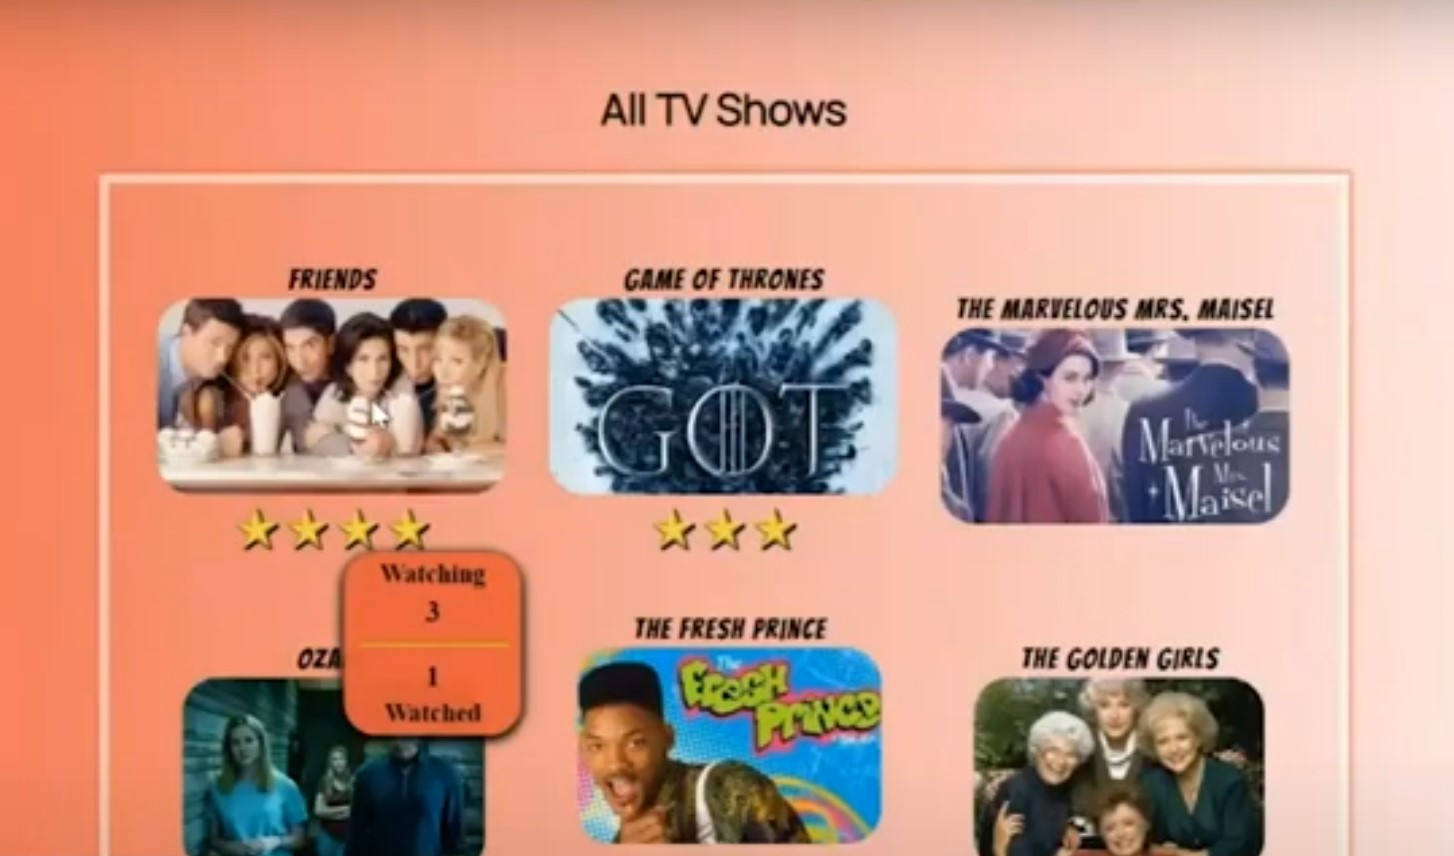 All TV Shows
FRIENDS
GAME OF THRONES
THE MARVELOUS MRS. MAISEL
GOT
The
Marvelous
Mrs.
Maisel
Watching
3
1
Watched
OZA
THE FRESH PRINCE
THE GOLDEN GIRLS
The
FRESH
PRINCE